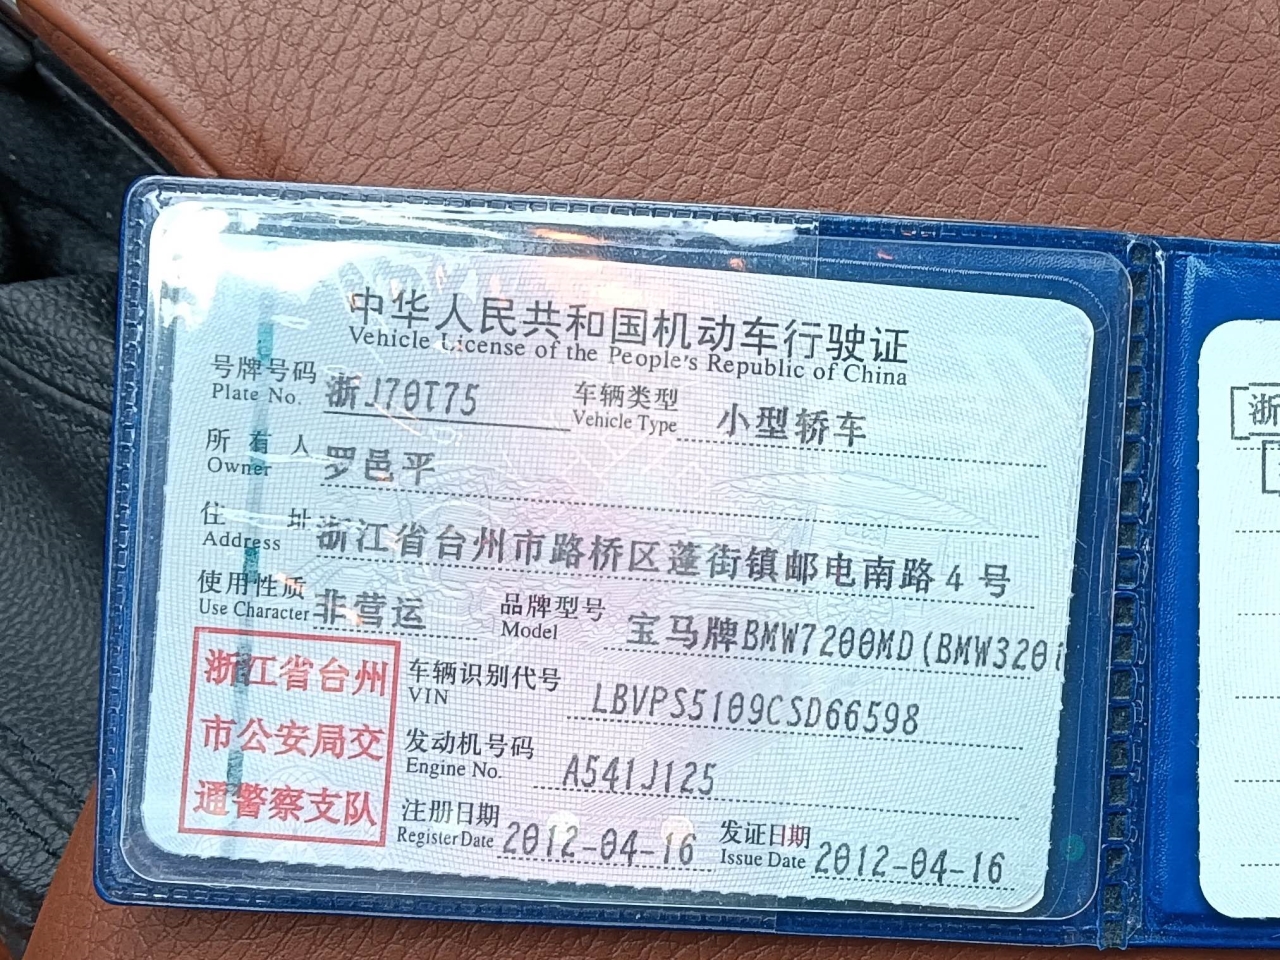 中华人民共和国机动车行驶证
Vehicle License of the People's Republic of China
号牌号码 浙J70T75 车辆类型 小型轿车
Plate No. Vehicle Type
所有人 罗邑平
Owner
住址 浙江省台州市路桥区蓬街镇邮电南路4号
Address
使用性质 非营运 品牌型号 宝马牌BMW7200MD(BMW320i
Use Character Model
浙江省台州
市公安局交
通警察支队
车辆识别代号 LBVPS5109CSD66598
VIN
发动机号码 A541J125
Engine No.
注册日期 2012-04-16 发证日期 2012-04-16
Register Date Issue Date
浙